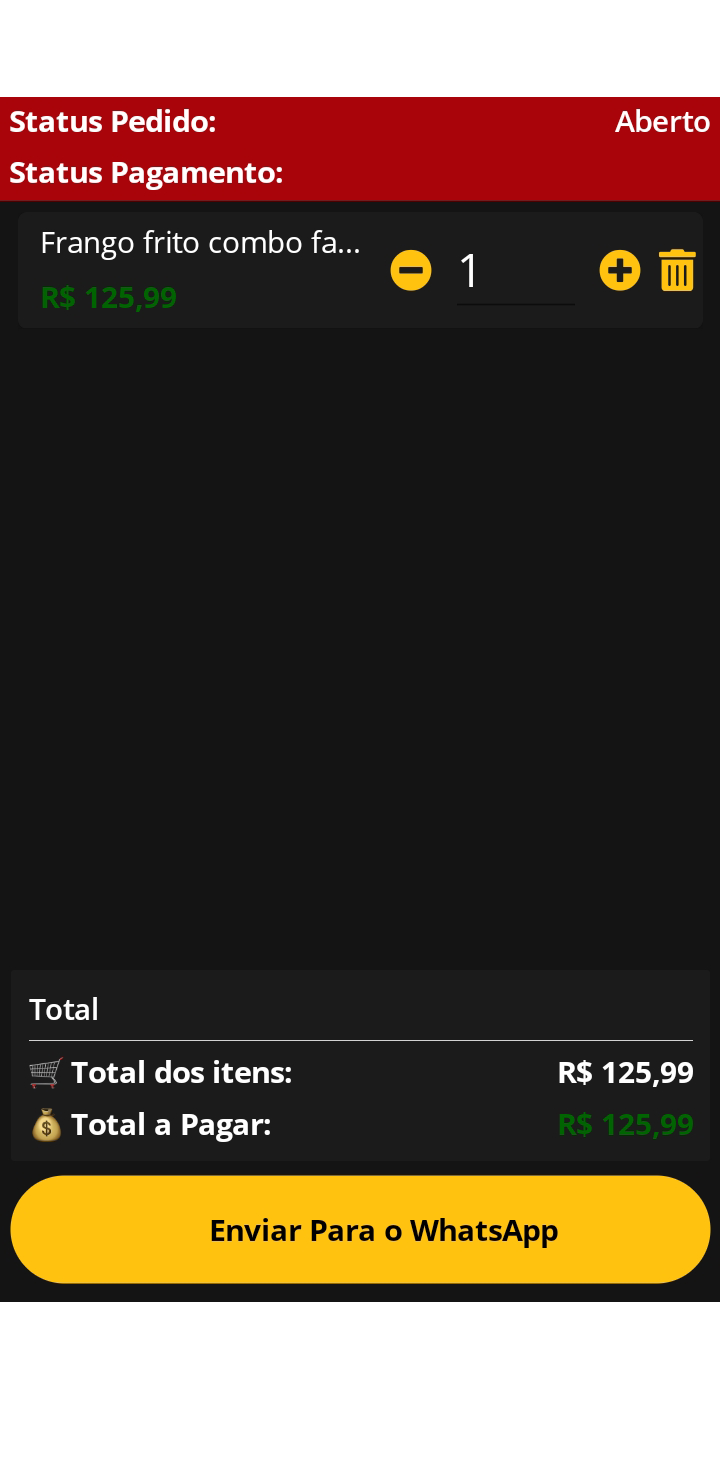 Status Pedido: Aberto
Status Pagamento:
Frango frito combo fa...
R$ 125,99
1
Total
Total dos itens: R$ 125,99
Total a Pagar: R$ 125,99
Enviar Para o WhatsApp